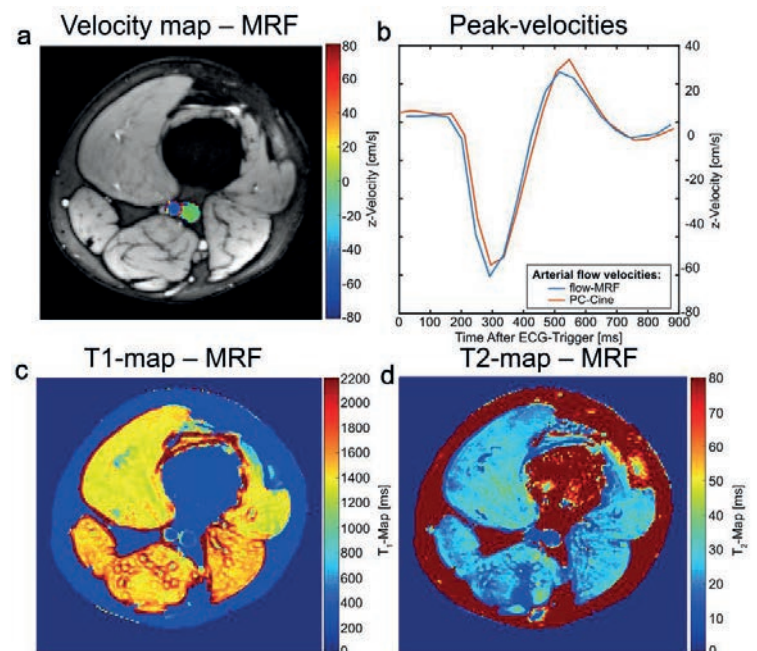 a
Velocity map – MRF
80
60
40
20
0
-20
-40
-60
-80
z-Velocity [cm/s]
b
Peak-velocities
40
20
0
-20
-40
-60
-80
z-Velocity [cm/s]
Arterial flow velocities:
flow-MRF
PC-Cine
0 100 200 300 400 500 600 700 800 900
Time After ECG-Trigger [ms]
c
T1-map – MRF
2200
2000
1800
1600
1400
1200
1000
800
600
400
200
0
T1-Map [ms]
d
T2-map – MRF
80
70
60
50
40
30
20
10
0
T2-Map [ms]